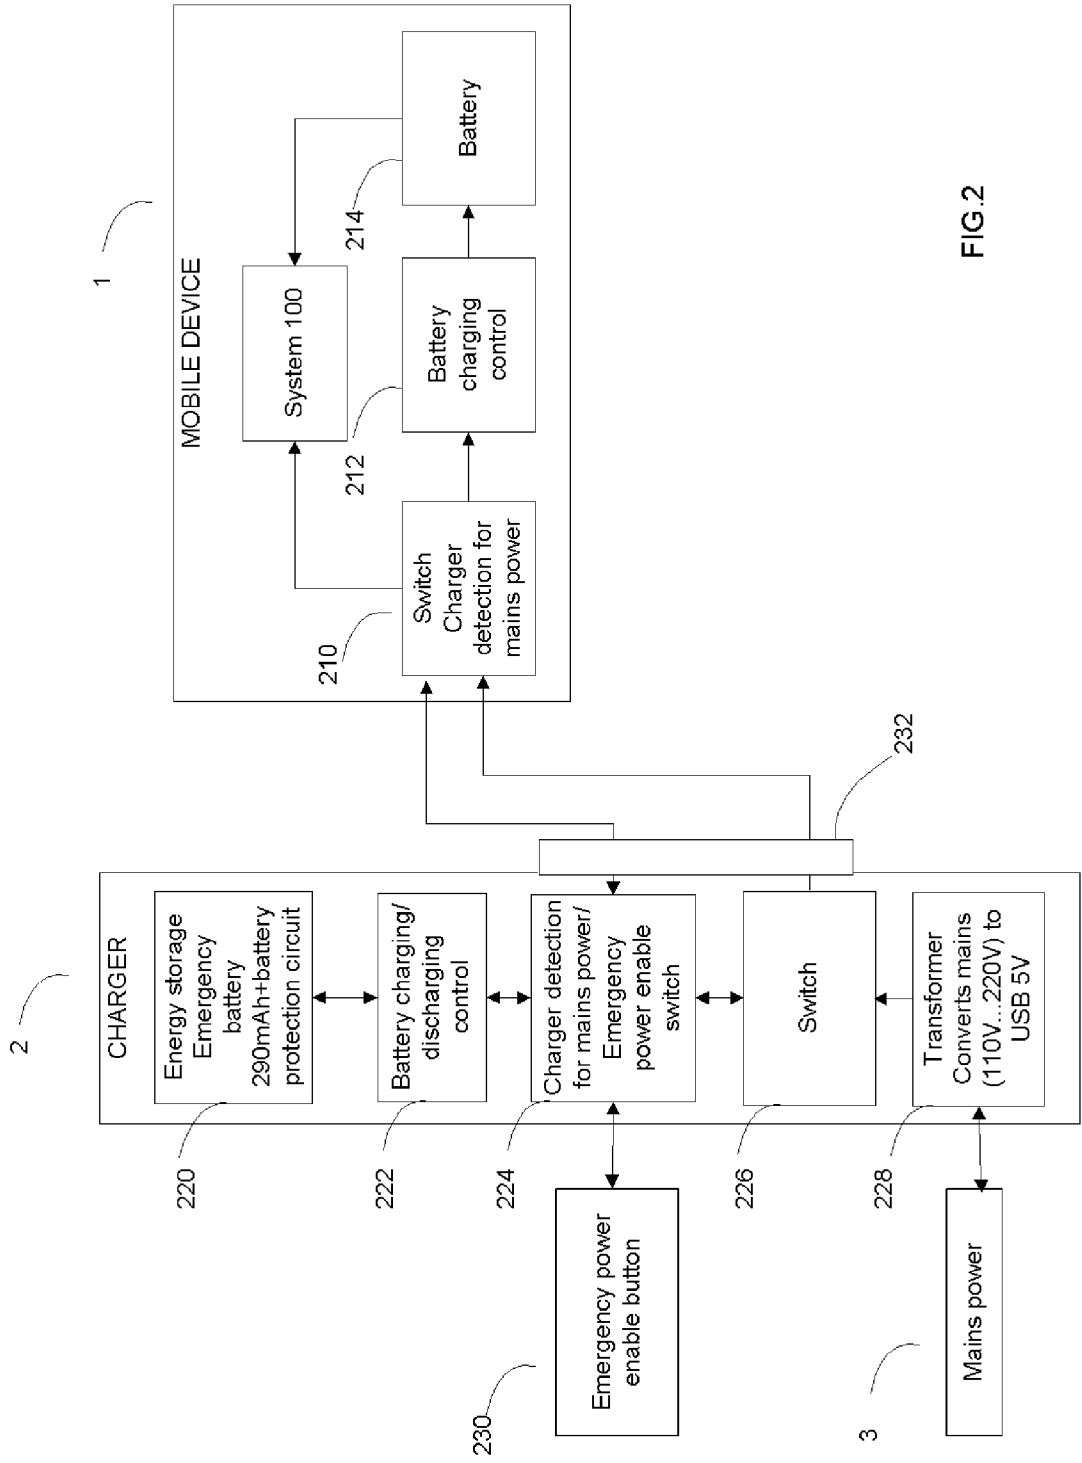 2
CHARGER
Energy storage
Emergency
battery
290mAh+battery
protection circuit
220
Battery charging/
discharging
control
222
Charger detection
for mains power/
Emergency
power enable
switch
224
Switch
226
Transformer
Converts mains
(110V...220V) to
USB 5V
228
Emergency power
enable button
230
Mains power
3
232
1
MOBILE DEVICE
System 100
Switch
Charger
detection for
mains power
210
Battery
charging
control
212
Battery
214
FIG.2